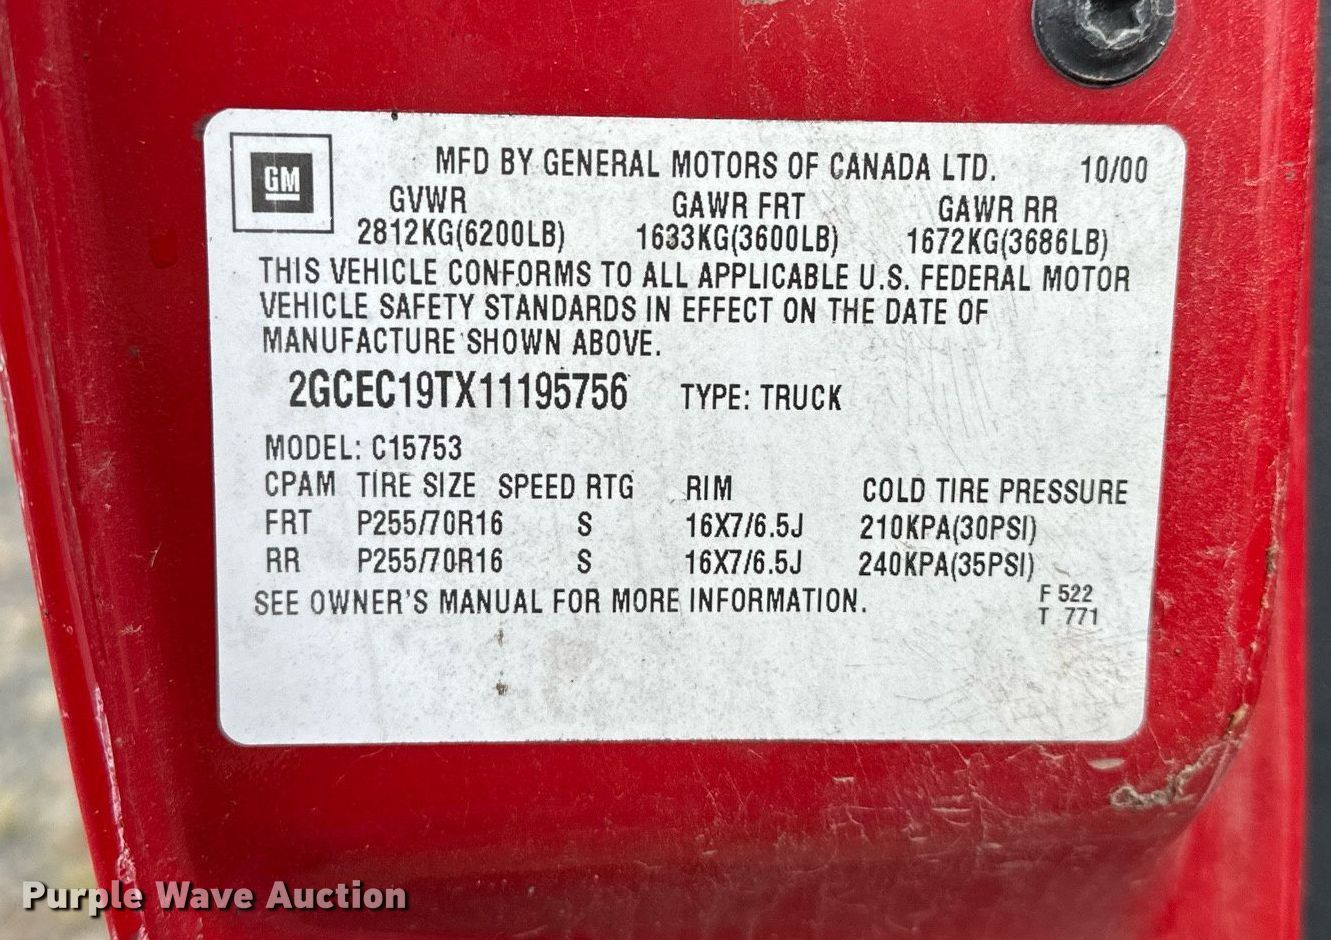 GM
MFD BY GENERAL MOTORS OF CANADA LTD. 10/00
GVWR GAWR FRT GAWR RR
2812KG(6200LB) 1633KG(3600LB) 1672KG(3686LB)
THIS VEHICLE CONFORMS TO ALL APPLICABLE U.S. FEDERAL MOTOR
VEHICLE SAFETY STANDARDS IN EFFECT ON THE DATE OF
MANUFACTURE SHOWN ABOVE.
2GCEC19TX11195756 TYPE: TRUCK
MODEL: C15753
CPAM TIRE SIZE SPEED RTG RIM COLD TIRE PRESSURE
FRT P255/70R16 S 16X7/6.5J 210KPA(30PSI)
RR P255/70R16 S 16X7/6.5J 240KPA(35PSI)
SEE OWNER'S MANUAL FOR MORE INFORMATION. F 522
T 771
Purple Wave Auction